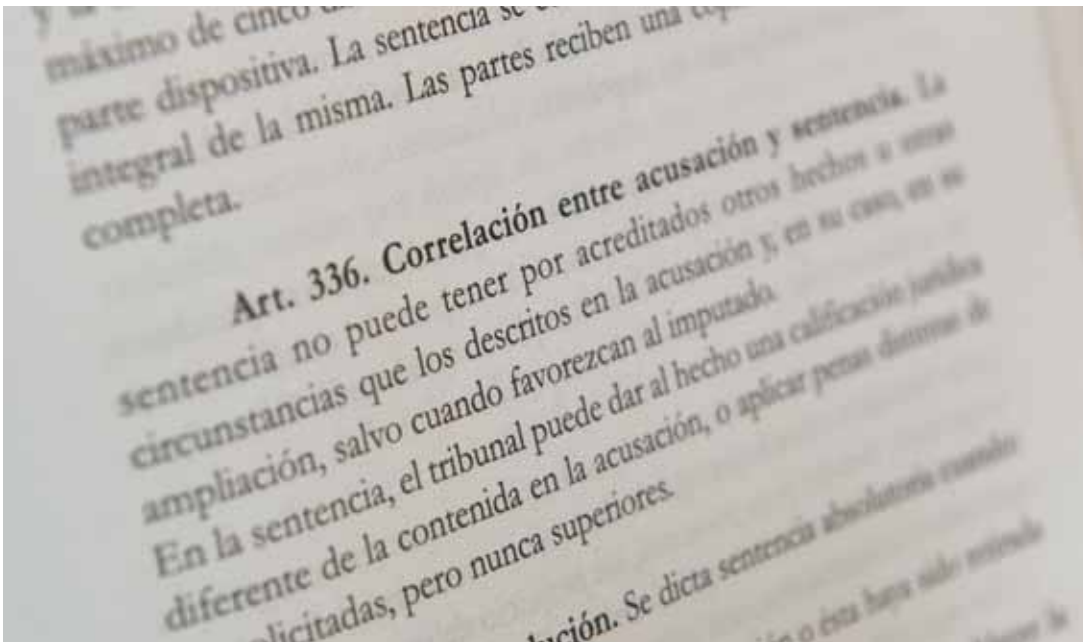 máximo de cinco
parte dispositiva. La sentencia se
integral de la misma. Las partes reciben una
completa.
Art. 336. Correlación entre acusación y sentencia. La
sentencia no puede tener por acreditados otros hechos u otras
circunstancias que los descritos en la acusación y, en su caso, en su
ampliación, salvo cuando favorezcan al imputado.
En la sentencia, el tribunal puede dar al hecho una calificación jurídica
diferente de la contenida en la acusación, o aplicar penas distintas de
solicitadas, pero nunca superiores.
Se dicta sentencia absolutoria cuando
o ésta haya sido retirada